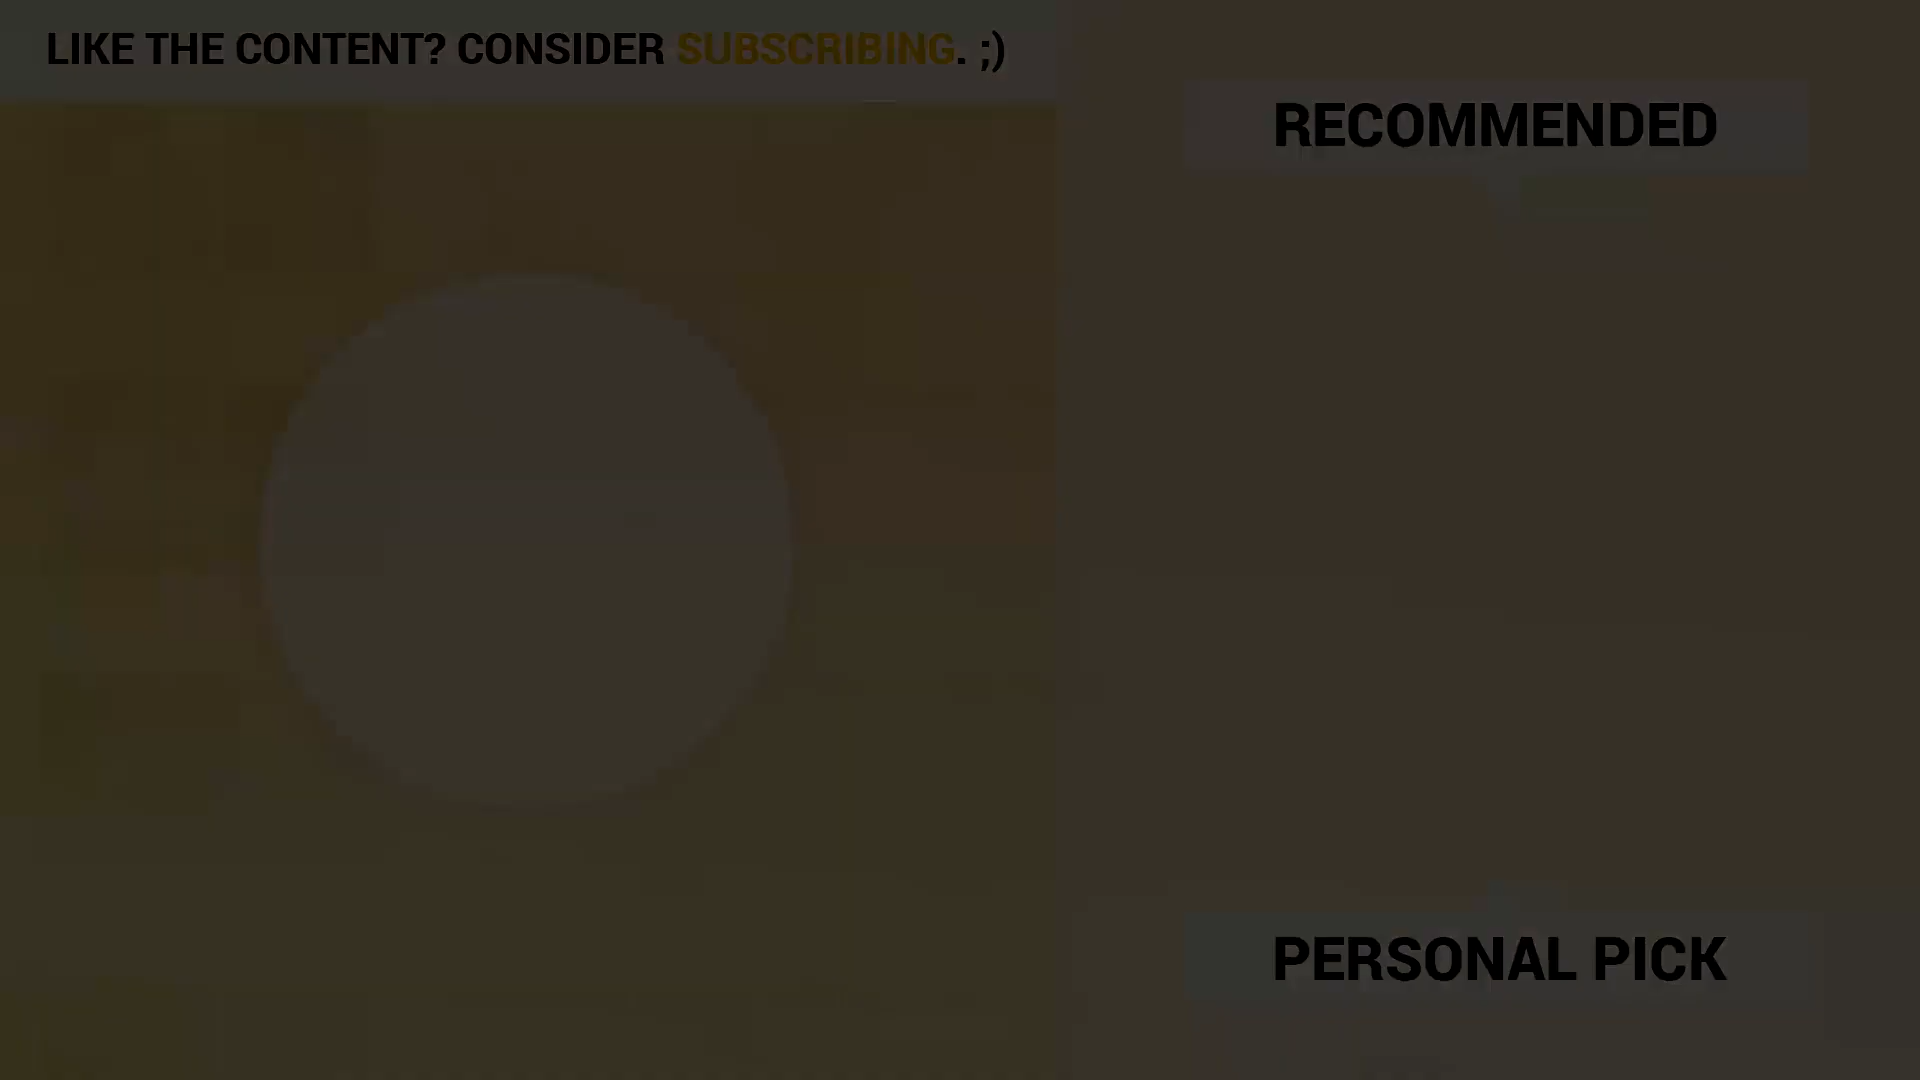 LIKE THE CONTENT? CONSIDER SUBSCRIBING. ;)
RECOMMENDED
PERSONAL PICK